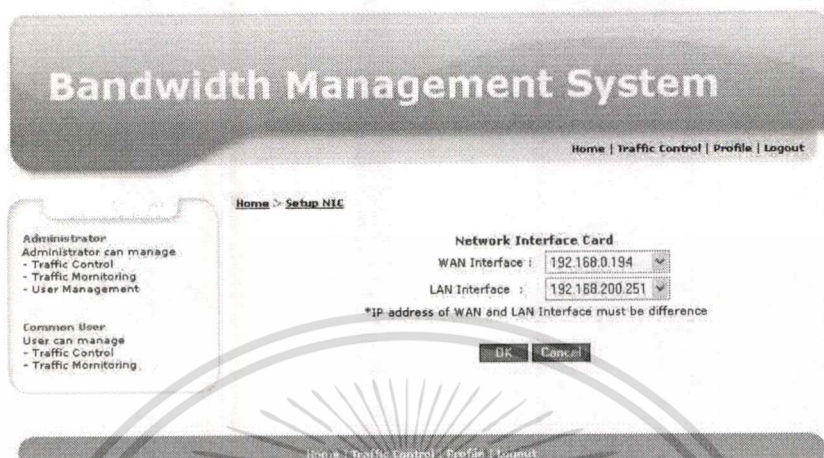 Bandwidth Management System
Home | Traffic Control | Profile | Logout
Home > Setup NIC
Administrator
Administrator can manage
- Traffic Control
- Traffic Mornitoring
- User Management
Common User
User can manage
- Traffic Control
- Traffic Mornitoring
Network Interface Card
WAN Interface : 192.168.0.194
LAN Interface : 192.168.200.251
*IP address of WAN and LAN Interface must be difference
OK Cancel
Home | Traffic Control | Profile | Logout